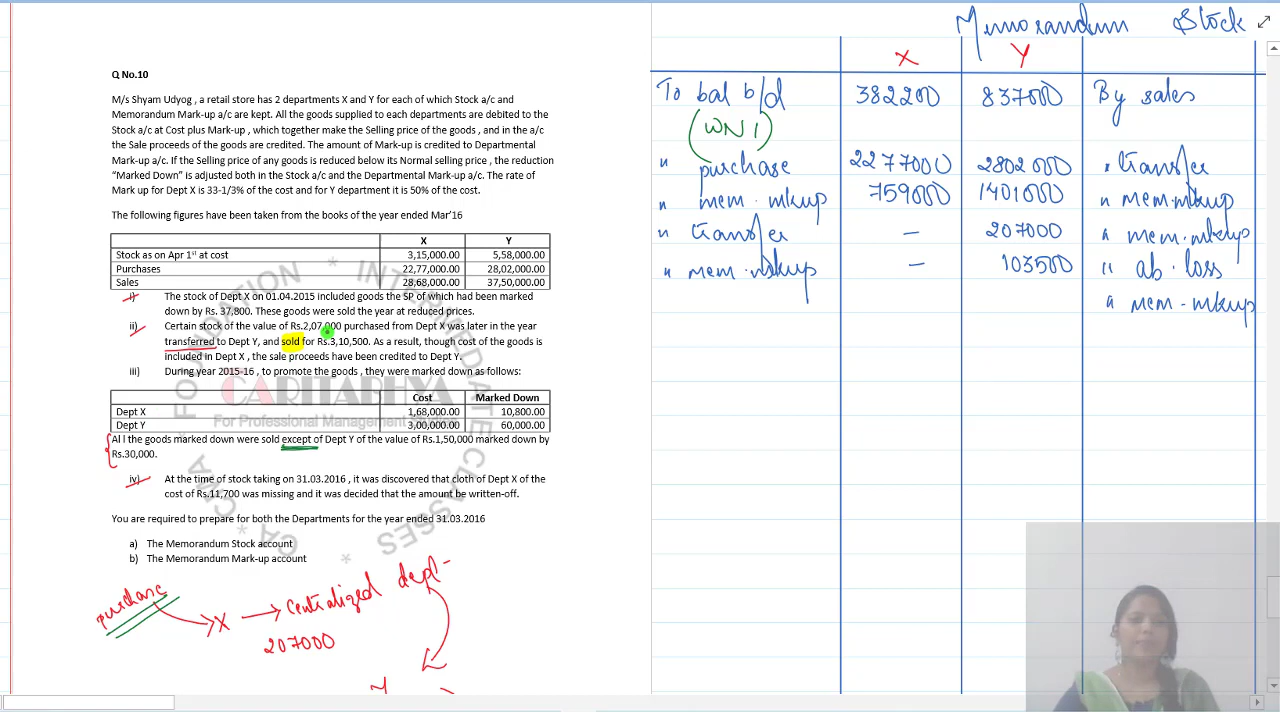 Q No.10
M/s Shyam Udyog , a retail store has 2 departments X and Y for each of which Stock a/c and
Memorandum Mark-up a/c are kept. All the goods supplied to each departments are debited to the
Stock a/c at Cost plus Mark-up , which together make the Selling price of the goods , and in the a/c
the Sale proceeds of the goods are credited. The amount of Mark-up is credited to Departmental
Mark-up a/c. If the Selling price of any goods is reduced below its Normal selling price , the reduction
"Marked Down" is adjusted both in the Stock a/c and the Departmental Mark-up a/c. The rate of
Mark up for Dept X is 33-1/3% of the cost and for Y department it is 50% of the cost.
The following figures have been taken from the books of the year ended Mar'16
X Y
Stock as on Apr 1st at cost 3,15,000.00 5,58,000.00
Purchases 22,77,000.00 28,02,000.00
Sales 28,68,000.00 37,50,000.00
i) The stock of Dept X on 01.04.2015 included goods the SP of which had been marked
down by Rs. 37,800. These goods were sold the year at reduced prices.
ii) Certain stock of the value of Rs.2,07,000 purchased from Dept X was later in the year
transferred to Dept Y, and sold for Rs.3,10,500. As a result, though cost of the goods is
included in Dept X , the sale proceeds have been credited to Dept Y.
iii) During year 2015-16 , to promote the goods , they were marked down as follows:
Cost Marked Down
Dept X 1,68,000.00 10,800.00
Dept Y 3,00,000.00 60,000.00
Al l the goods marked down were sold except of Dept Y of the value of Rs.1,50,000 marked down by
Rs.30,000.
iv) At the time of stock taking on 31.03.2016 , it was discovered that cloth of Dept X of the
cost of Rs.11,700 was missing and it was decided that the amount be written-off.
You are required to prepare for both the Departments for the year ended 31.03.2016
a) The Memorandum Stock account
b) The Memorandum Mark-up account
purchase X → Centralized dept
207000
Y
CARITABHYA
For Professional Management Studies
CA * FOUNDATION * INTERMEDIATE CLASSES * CMA *
Memorandum Stock
X Y
To bal b/d 382200 837000 By sales
(WN 1)
" purchase 2277000 2802000 " transfer
" mem. mkup 759000 1401000 " mem.mkup
" transfer - 207000 " mem.mkup
" mem. mkup - 103500 " ab. loss
" mem-mkup